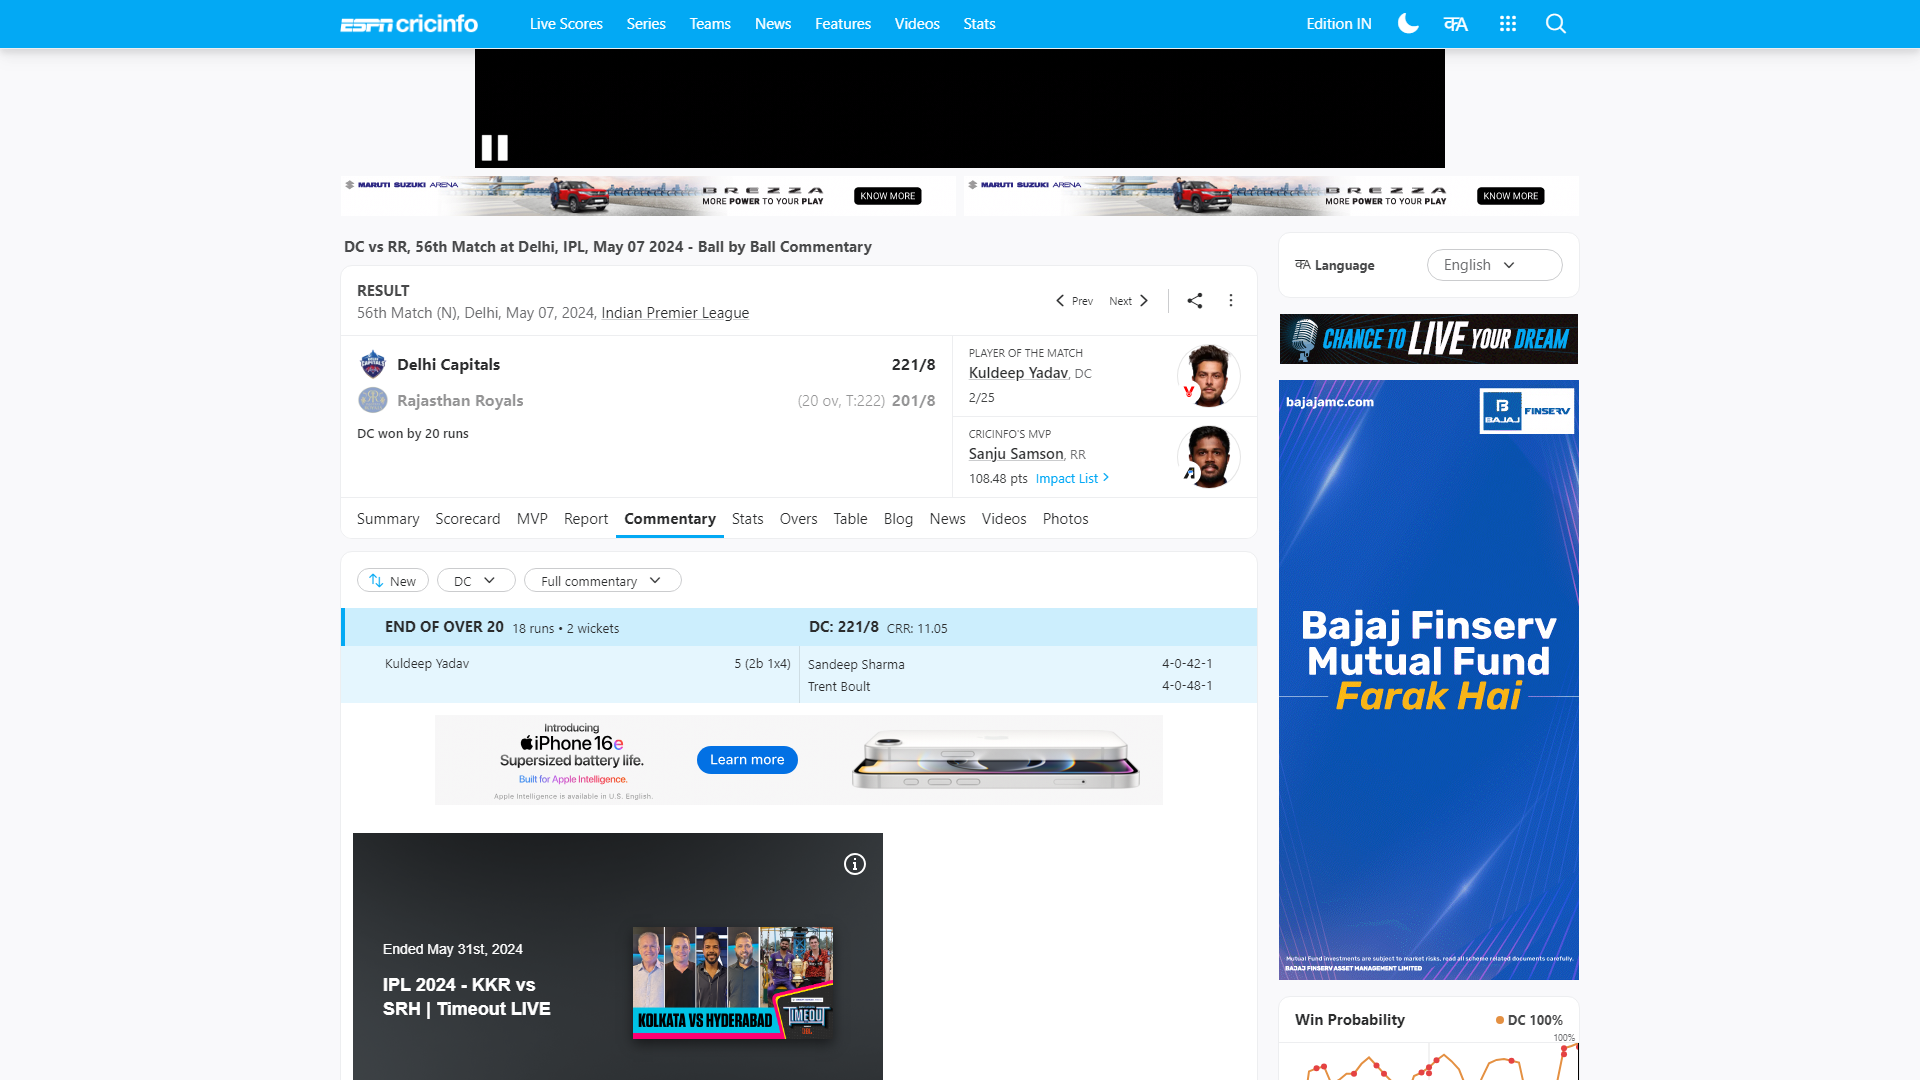 ESPN cricinfo
Live Scores Series Teams News Features Videos Stats
Edition IN
MARUTI SUZUKI ARENA BREZZA MORE POWER TO YOUR PLAY KNOW MORE
MARUTI SUZUKI ARENA BREZZA MORE POWER TO YOUR PLAY KNOW MORE
DC vs RR, 56th Match at Delhi, IPL, May 07 2024 - Ball by Ball Commentary
RESULT
56th Match (N), Delhi, May 07, 2024, Indian Premier League
Prev Next
Delhi Capitals 221/8
Rajasthan Royals (20 ov, T:222) 201/8
DC won by 20 runs
PLAYER OF THE MATCH
Kuldeep Yadav, DC
2/25
CRICINFO'S MVP
Sanju Samson, RR
108.48 pts Impact List
Summary Scorecard MVP Report Commentary Stats Overs Table Blog News Videos Photos
New DC Full commentary
END OF OVER 20 18 runs • 2 wickets DC: 221/8 CRR: 11.05
Kuldeep Yadav 5 (2b 1x4)
Sandeep Sharma 4-0-42-1
Trent Boult 4-0-48-1
Introducing
iPhone 16e
Supersized battery life.
Built for Apple Intelligence.
Apple Intelligence is available in U.S. English.
Learn more
Ended May 31st, 2024
IPL 2024 - KKR vs
SRH | Timeout LIVE
KOLKATA VS HYDERABAD
TIMEOUT
क्A Language English
CHANCE TO LIVE YOUR DREAM
bajajamc.com
B BAJAJ FINSERV
Bajaj Finserv
Mutual Fund
Farak Hai
Mutual Fund investments are subject to market risks, read all scheme related documents carefully.
BAJAJ FINSERV ASSET MANAGEMENT LIMITED
Win Probability DC 100%
100%